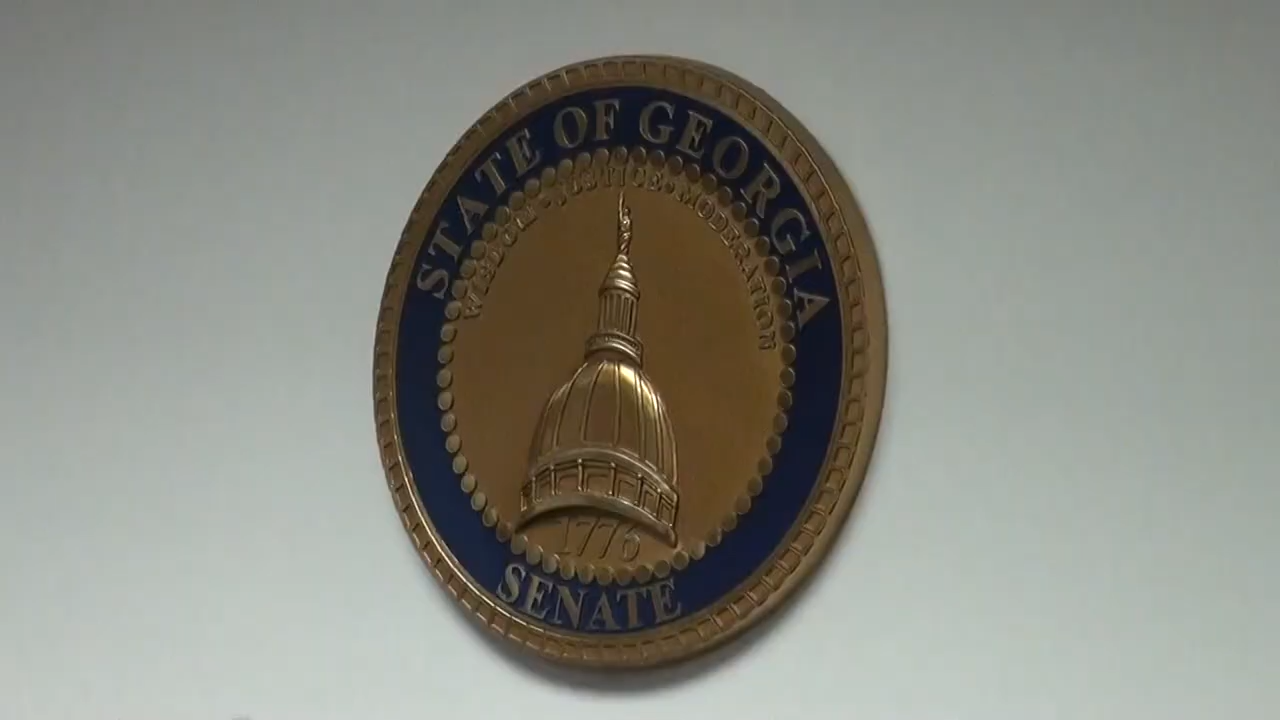 STATE OF GEORGIA
WISDOM · JUSTICE · MODERATION
1776
SENATE